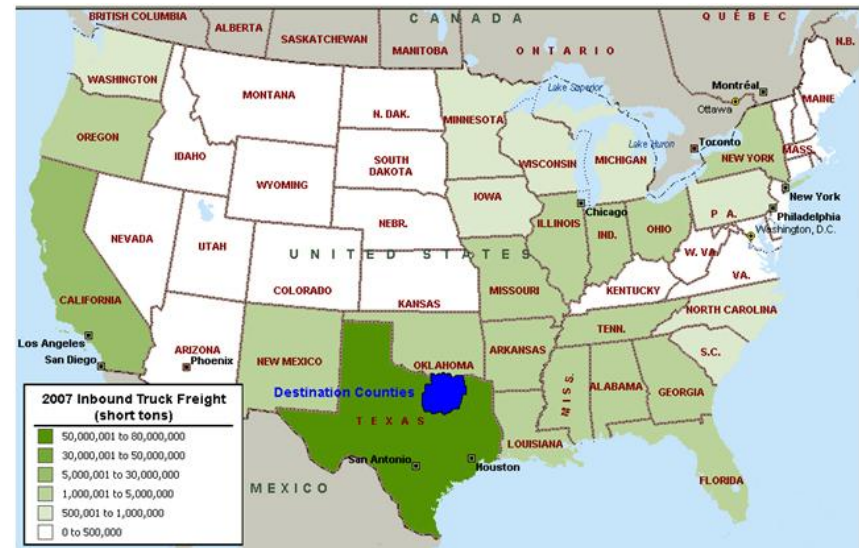 BRITISH COLUMBIA
ALBERTA
SASKATCHEWAN
MANITOBA
CANADA
ONTARIO
QUÉBEC
N.B.
WASHINGTON
MONTANA
N. DAK.
MINNESOTA
Lake Superior
Montréal
Ottawa
MAINE
OREGON
IDAHO
SOUTH
DAKOTA
WISCONSIN
MICHIGAN
Lake Huron
Toronto
NEW YORK
MASS.
WYOMING
IOWA
Chicago
New York
Philadelphia
Washington, D.C.
NEBR.
NEVADA
UTAH
UNITED STATES
ILLINOIS
IND.
OHIO
P A.
W. VA.
VA.
COLORADO
KANSAS
MISSOURI
KENTUCKY
CALIFORNIA
NORTH CAROLINA
TENN.
Los Angeles
San Diego
ARIZONA
Phoenix
NEW MEXICO
OKLAHOMA
ARKANSAS
S.C.
Destination Counties
MISS.
ALABAMA
GEORGIA
TEXAS
LOUISIANA
San Antonio
Houston
FLORIDA
MEXICO
2007 Inbound Truck Freight
(short tons)
50,000,001 to 80,000,000
30,000,001 to 50,000,000
5,000,001 to 30,000,000
1,000,001 to 5,000,000
500,001 to 1,000,000
0 to 500,000